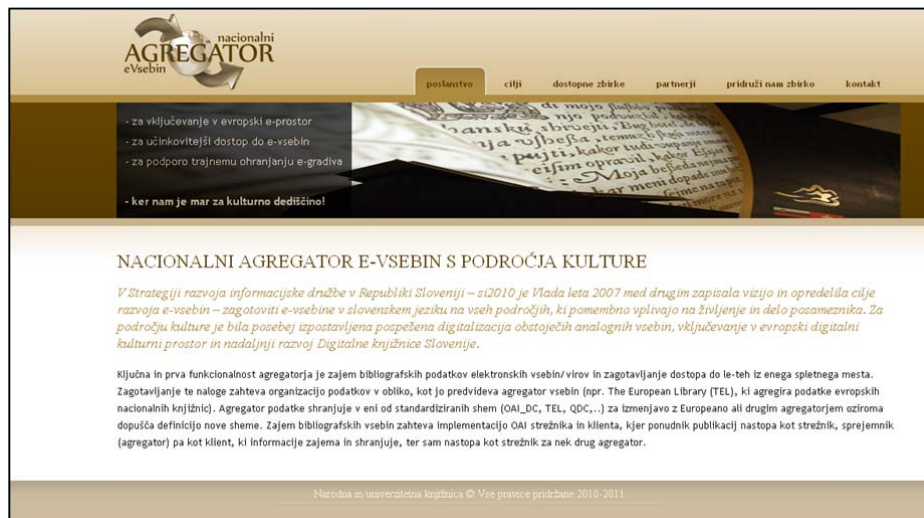 nacionalni
AGREGATOR
eVsebin
poslanstvo cilji dostopne zbirke partnerji pridruži nam zbirko kontakt
- za vključevanje v evropski e-prostor
- za učinkovitejši dostop do e-vsebin
- za podporo trajnemu ohranjanju e-gradiva
- ker nam je mar za kulturno dediščino!
NACIONALNI AGREGATOR E-VSEBIN S PODROČJA KULTURE
V Strategiji razvoja informacijske družbe v Republiki Sloveniji – si2010 je Vlada leta 2007 med drugim zapisala vizijo in opredelila cilje
razvoja e-vsebin – zagotoviti e-vsebine v slovenskem jeziku na vseh področjih, ki pomembno vplivajo na življenje in delo posameznika. Za
področju kulture je bila posebej izpostavljena pospešena digitalizacija obstoječih analognih vsebin, vključevanje v evropski digitalni
kulturni prostor in nadaljnji razvoj Digitalne knjižnice Slovenije.
Ključna in prva funkcionalnost agregatorja je zajem bibliografskih podatkov elektronskih vsebin/virov in zagotavljanje dostopa do le-teh iz enega spletnega mesta.
Zagotavljanje te naloge zahteva organizacijo podatkov v obliko, kot jo predvideva agregator vsebin (npr. The European Library (TEL), ki agregira podatke evropskih
nacionalnih knjižnic). Agregator podatke shranjuje v eni od standardiziranih shem (OAI_DC, TEL, QDC,..) za izmenjavo z Europeano ali drugim agregatorjem oziroma
dopušča definicijo nove sheme. Zajem bibliografskih vsebin zahteva implementacijo OAI strežnika in klienta, kjer ponudnik publikacij nastopa kot strežnik, sprejemnik
(agregator) pa kot klient, ki informacije zajema in shranjuje, ter sam nastopa kot strežnik za nek drug agregator.
Narodna in univerzitetna knjižnica © Vse pravice pridržane 2010-2011